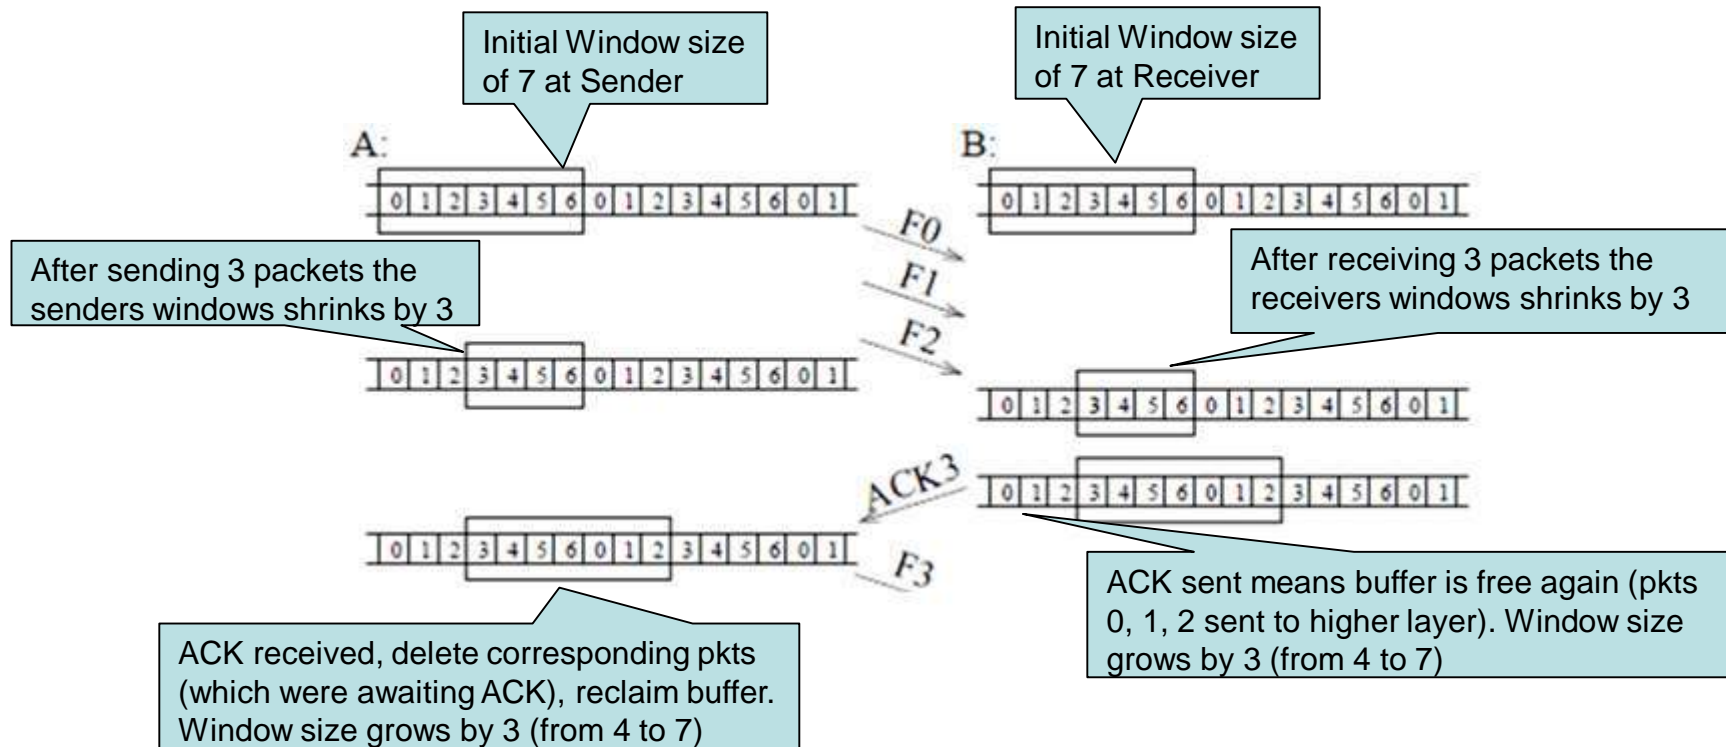 Initial Window size
of 7 at Sender
Initial Window size
of 7 at Receiver
A:
B:
0 1 2 3 4 5 6 0 1 2 3 4 5 6 0 1
0 1 2 3 4 5 6 0 1 2 3 4 5 6 0 1
F0
After sending 3 packets the
senders windows shrinks by 3
After receiving 3 packets the
receivers windows shrinks by 3
F1
F2
0 1 2 3 4 5 6 0 1 2 3 4 5 6 0 1
0 1 2 3 4 5 6 0 1 2 3 4 5 6 0 1
ACK3
0 1 2 3 4 5 6 0 1 2 3 4 5 6 0 1
0 1 2 3 4 5 6 0 1 2 3 4 5 6 0 1
F3
ACK sent means buffer is free again (pkts
0, 1, 2 sent to higher layer). Window size
grows by 3 (from 4 to 7)
ACK received, delete corresponding pkts
(which were awaiting ACK), reclaim buffer.
Window size grows by 3 (from 4 to 7)